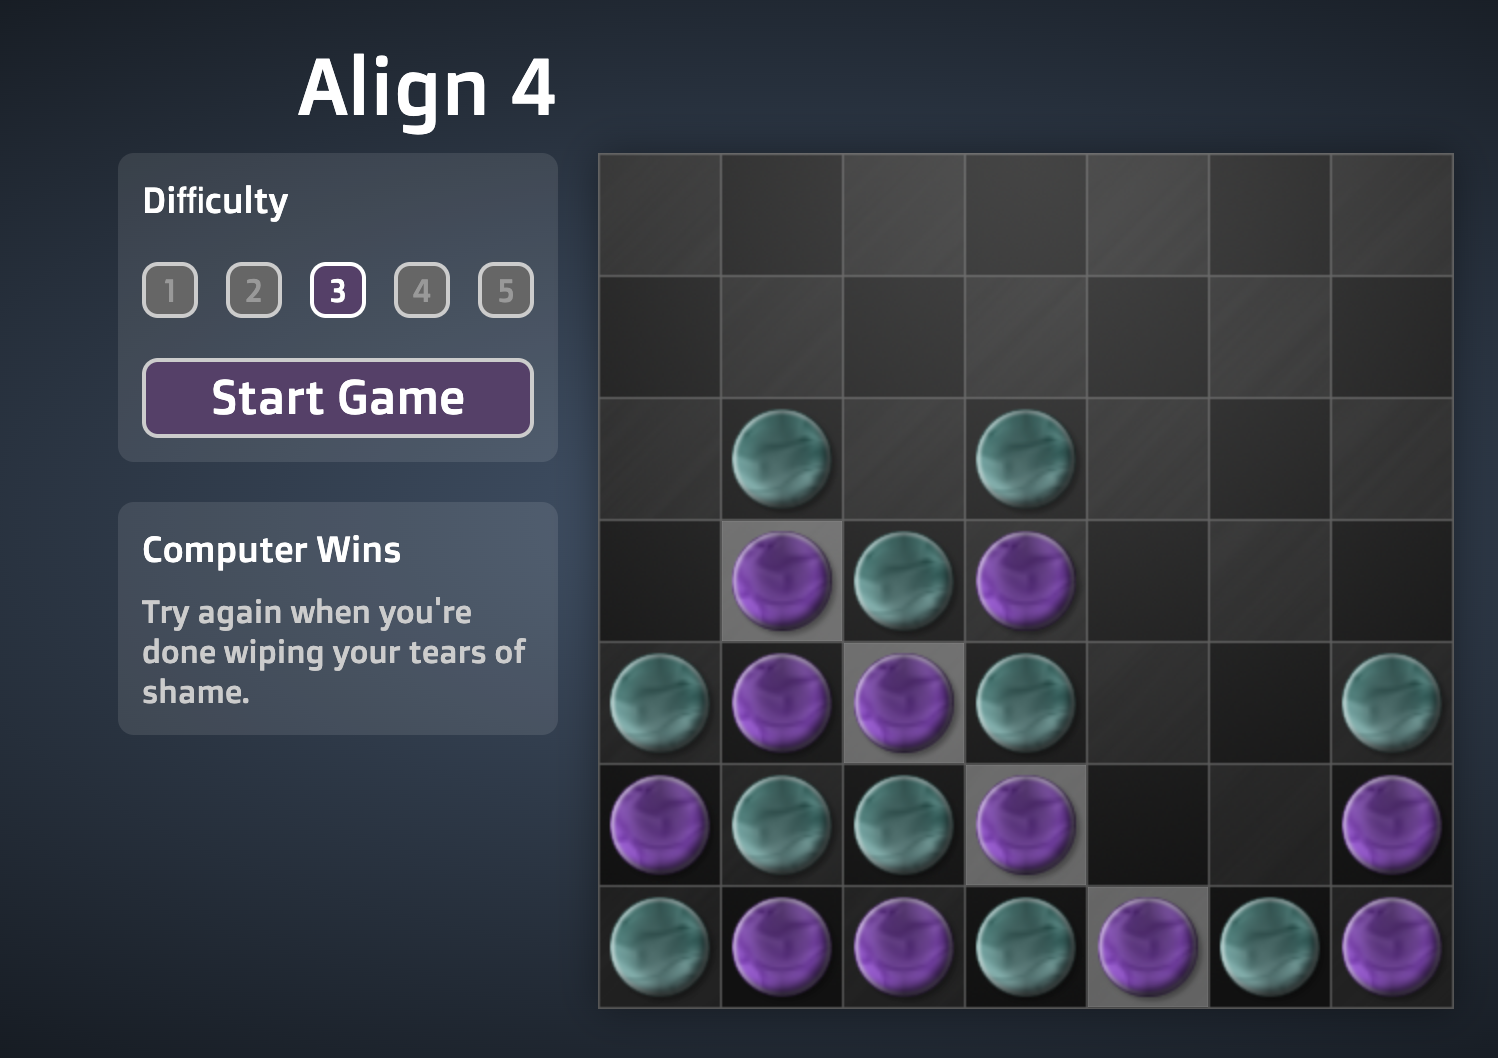 Align 4
Difficulty
1 2 3 4 5
Start Game
Computer Wins
Try again when you're
done wiping your tears of
shame.